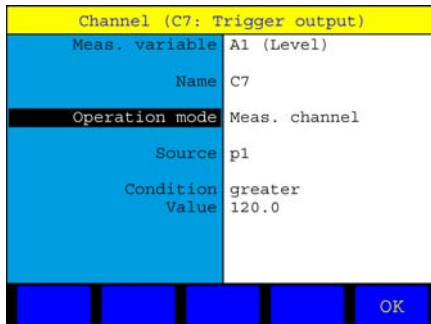 Channel (C7: Trigger output)
Meas. variable A1 (Level)
Name C7
Operation mode Meas. channel
Source p1
Condition greater
Value 120.0
OK